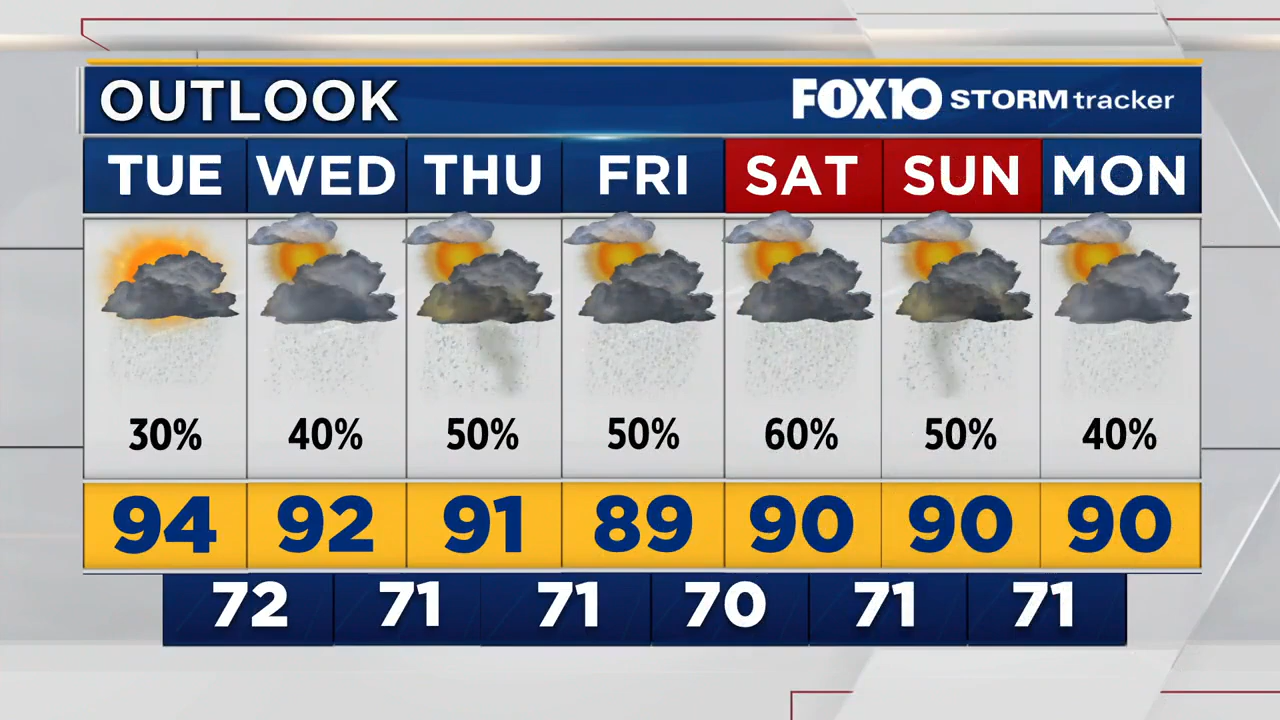 OUTLOOK FOX10 STORM tracker
TUE WED THU FRI SAT SUN MON
30% 40% 50% 50% 60% 50% 40%
94 92 91 89 90 90 90
72 71 71 70 71 71